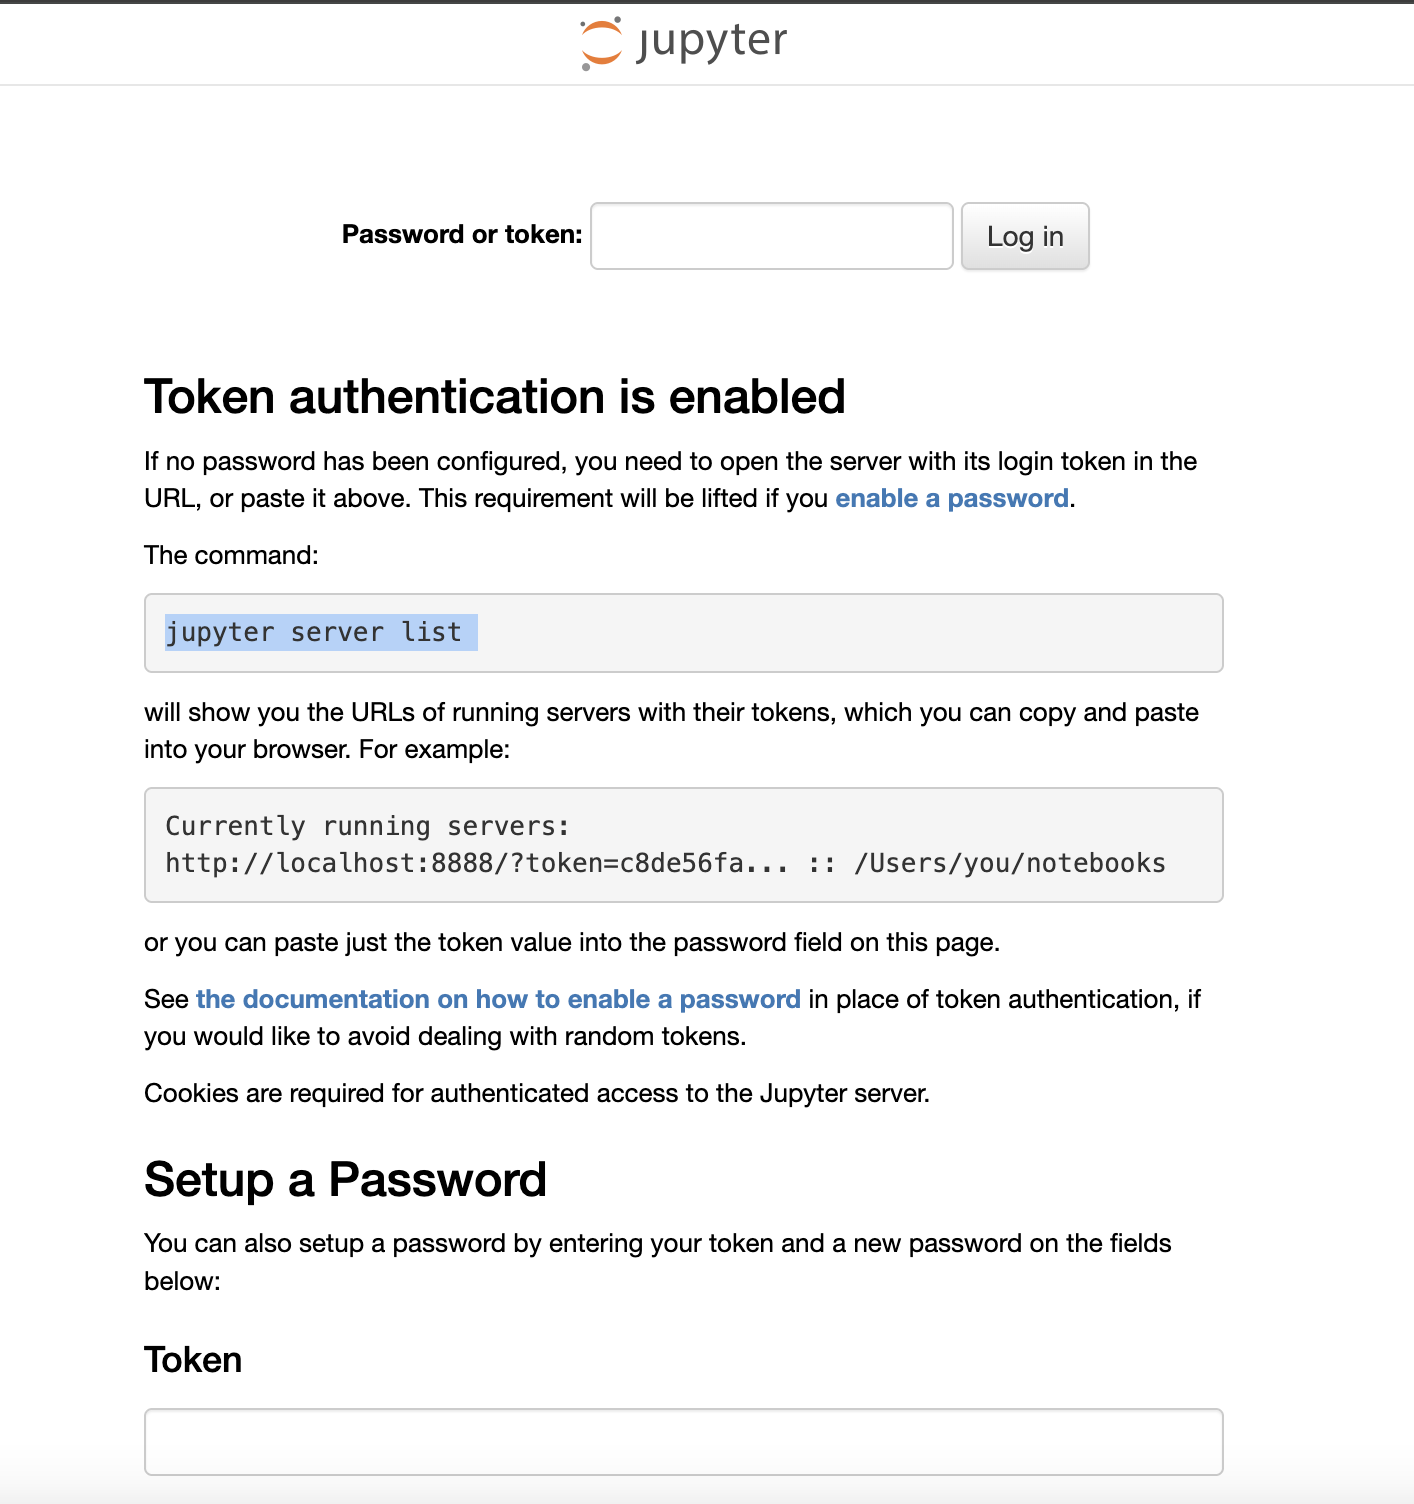 jupyter
Password or token:
Log in
Token authentication is enabled
If no password has been configured, you need to open the server with its login token in the
URL, or paste it above. This requirement will be lifted if you enable a password.
The command:
jupyter server list
will show you the URLs of running servers with their tokens, which you can copy and paste
into your browser. For example:
Currently running servers:
http://localhost:8888/?token=c8de56fa... :: /Users/you/notebooks
or you can paste just the token value into the password field on this page.
See the documentation on how to enable a password in place of token authentication, if
you would like to avoid dealing with random tokens.
Cookies are required for authenticated access to the Jupyter server.
Setup a Password
You can also setup a password by entering your token and a new password on the fields
below:
Token